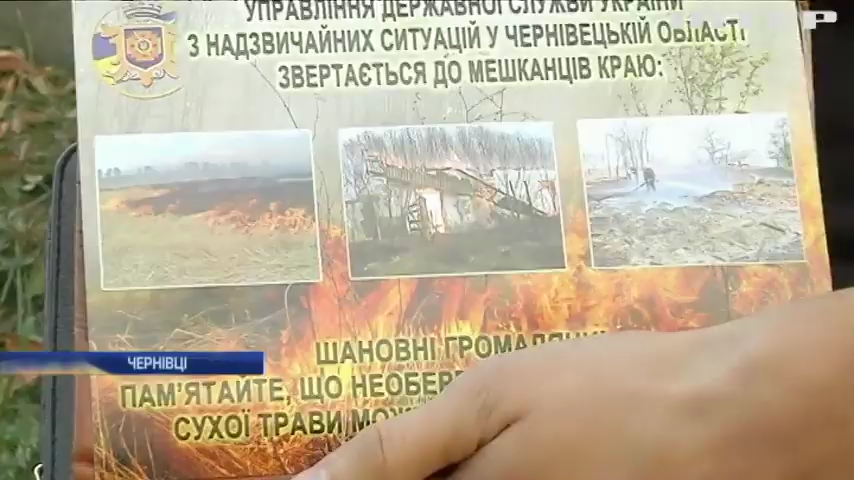 УПРАВЛІННЯ ДЕРЖАВНОЇ СЛУЖБИ УКРАЇНИ
З НАДЗВИЧАЙНИХ СИТУАЦІЙ У ЧЕРНІВЕЦЬКІЙ ОБЛАСТІ
ЗВЕРТАЄТЬСЯ ДО МЕШКАНЦІВ КРАЮ:
ЧЕРНІВЦІ
ШАНОВНІ
ПАМ'ЯТАЙТЕ, ЩО
СУХОЇ ТРАВИ